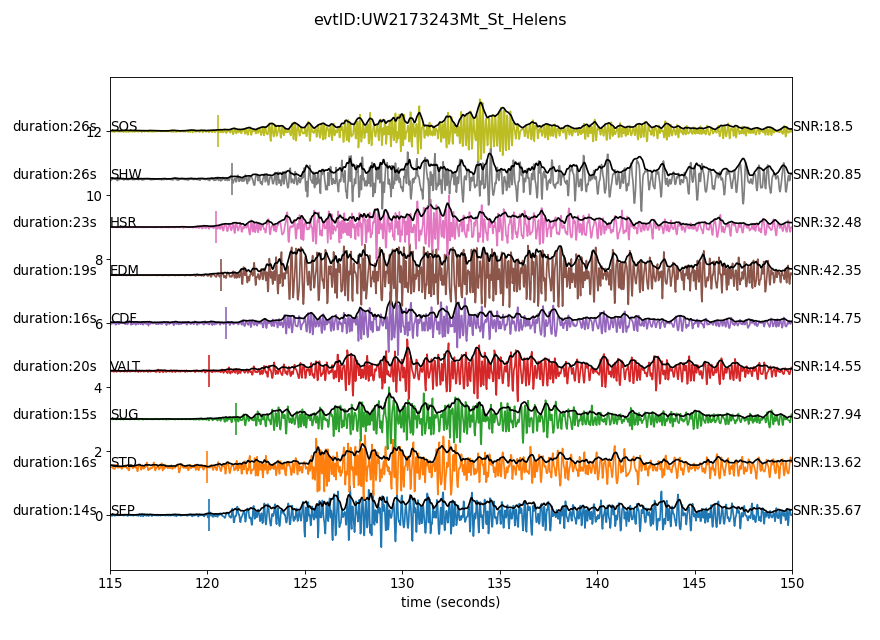 evtID:UW2173243Mt_St_Helens
duration:26s SOS SNR:18.5
12
duration:26s SHW SNR:20.85
10
duration:23s HSR SNR:32.48
8
duration:19s EDM SNR:42.35
duration:16s CDF SNR:14.75
6
duration:20s VALT SNR:14.55
4
duration:15s SUG SNR:27.94
2
duration:16s STD SNR:13.62
duration:14s SEP SNR:35.67
0
115 120 125 130 135 140 145 150
time (seconds)